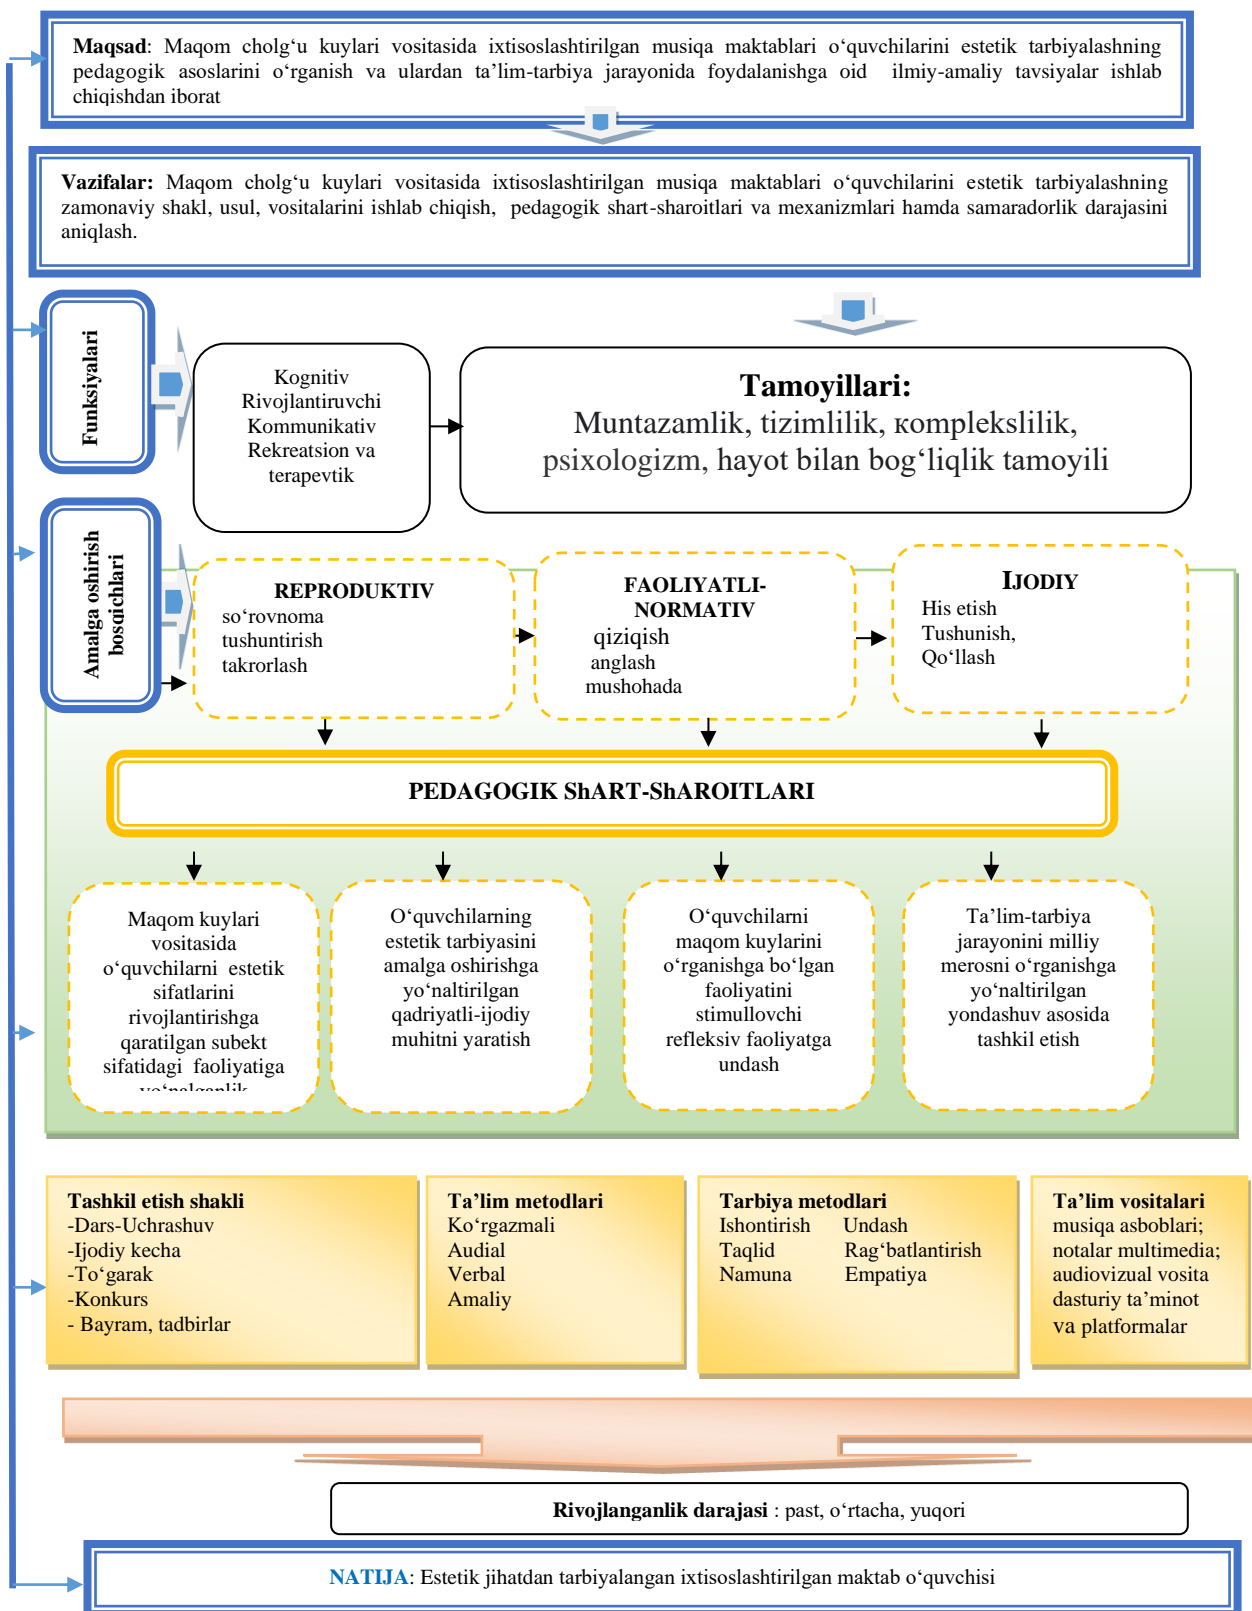 Maqsad: Maqom cholg‘u kuylari vositasida ixtisoslashtirilgan musiqa maktablari o‘quvchilarini estetik tarbiyalashning
pedagogik asoslarini o‘rganish va ulardan ta’lim-tarbiya jarayonida foydalanishga oid ilmiy-amaliy tavsiyalar ishlab
chiqishdan iborat
Vazifalar: Maqom cholg‘u kuylari vositasida ixtisoslashtirilgan musiqa maktablari o‘quvchilarini estetik tarbiyalashning
zamonaviy shakl, usul, vositalarini ishlab chiqish, pedagogik shart-sharoitlari va mexanizmlari hamda samaradorlik darajasini
aniqlash.
Funksiyalari
Kognitiv
Rivojlantiruvchi
Kommunikativ
Rekreatsion va
terapevtik
Tamoyillari:
Muntazamlik, tizimlilik, кomplekslilik,
psixologizm, hayot bilan bog‘liqlik tamoyili
Amalga oshirish
bosqichlari
REPRODUKTIV
so‘rovnoma
tushuntirish
takrorlash
FAOLIYATLI-
NORMATIV
qiziqish
anglash
mushohada
IJODIY
His etish
Tushunish,
Qo‘llash
PEDAGOGIK ShART-ShAROITLARI
Maqom kuylari
vositasida
o‘quvchilarni estetik
sifatlarini
rivojlantirishga
qaratilgan subekt
sifatidagi faoliyatiga
yo‘nalganlik
O‘quvchilarning
estetik tarbiyasini
amalga oshirishga
yo‘naltirilgan
qadriyatli-ijodiy
muhitni yaratish
O‘quvchilarni
maqom kuylarini
o‘rganishga bo‘lgan
faoliyatini
stimullovchi
refleksiv faoliyatga
undash
Ta’lim-tarbiya
jarayonini milliy
merosni o‘rganishga
yo‘naltirilgan
yondashuv asosida
tashkil etish
Tashkil etish shakli
-Dars-Uchrashuv
-Ijodiy kecha
-To‘garak
-Konkurs
- Bayram, tadbirlar
Ta’lim metodlari
Ko‘rgazmali
Audial
Verbal
Amaliy
Tarbiya metodlari
Ishontirish Undash
Taqlid Rag‘batlantirish
Namuna Empatiya
Ta’lim vositalari
musiqa asboblari;
notalar multimedia;
audiovizual vosita
dasturiy ta’minot
va platformalar
Rivojlanganlik darajasi : past, o‘rtacha, yuqori
NATIJA: Estetik jihatdan tarbiyalangan ixtisoslashtirilgan maktab o‘quvchisi